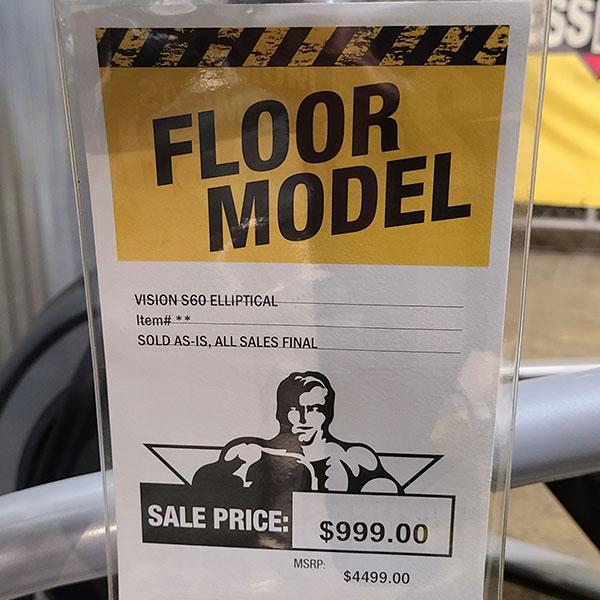 SS
FLOOR
MODEL
VISION S60 ELLIPTICAL
Item# **
SOLD AS-IS, ALL SALES FINAL
SALE PRICE: $999.00
MSRP: $4499.00